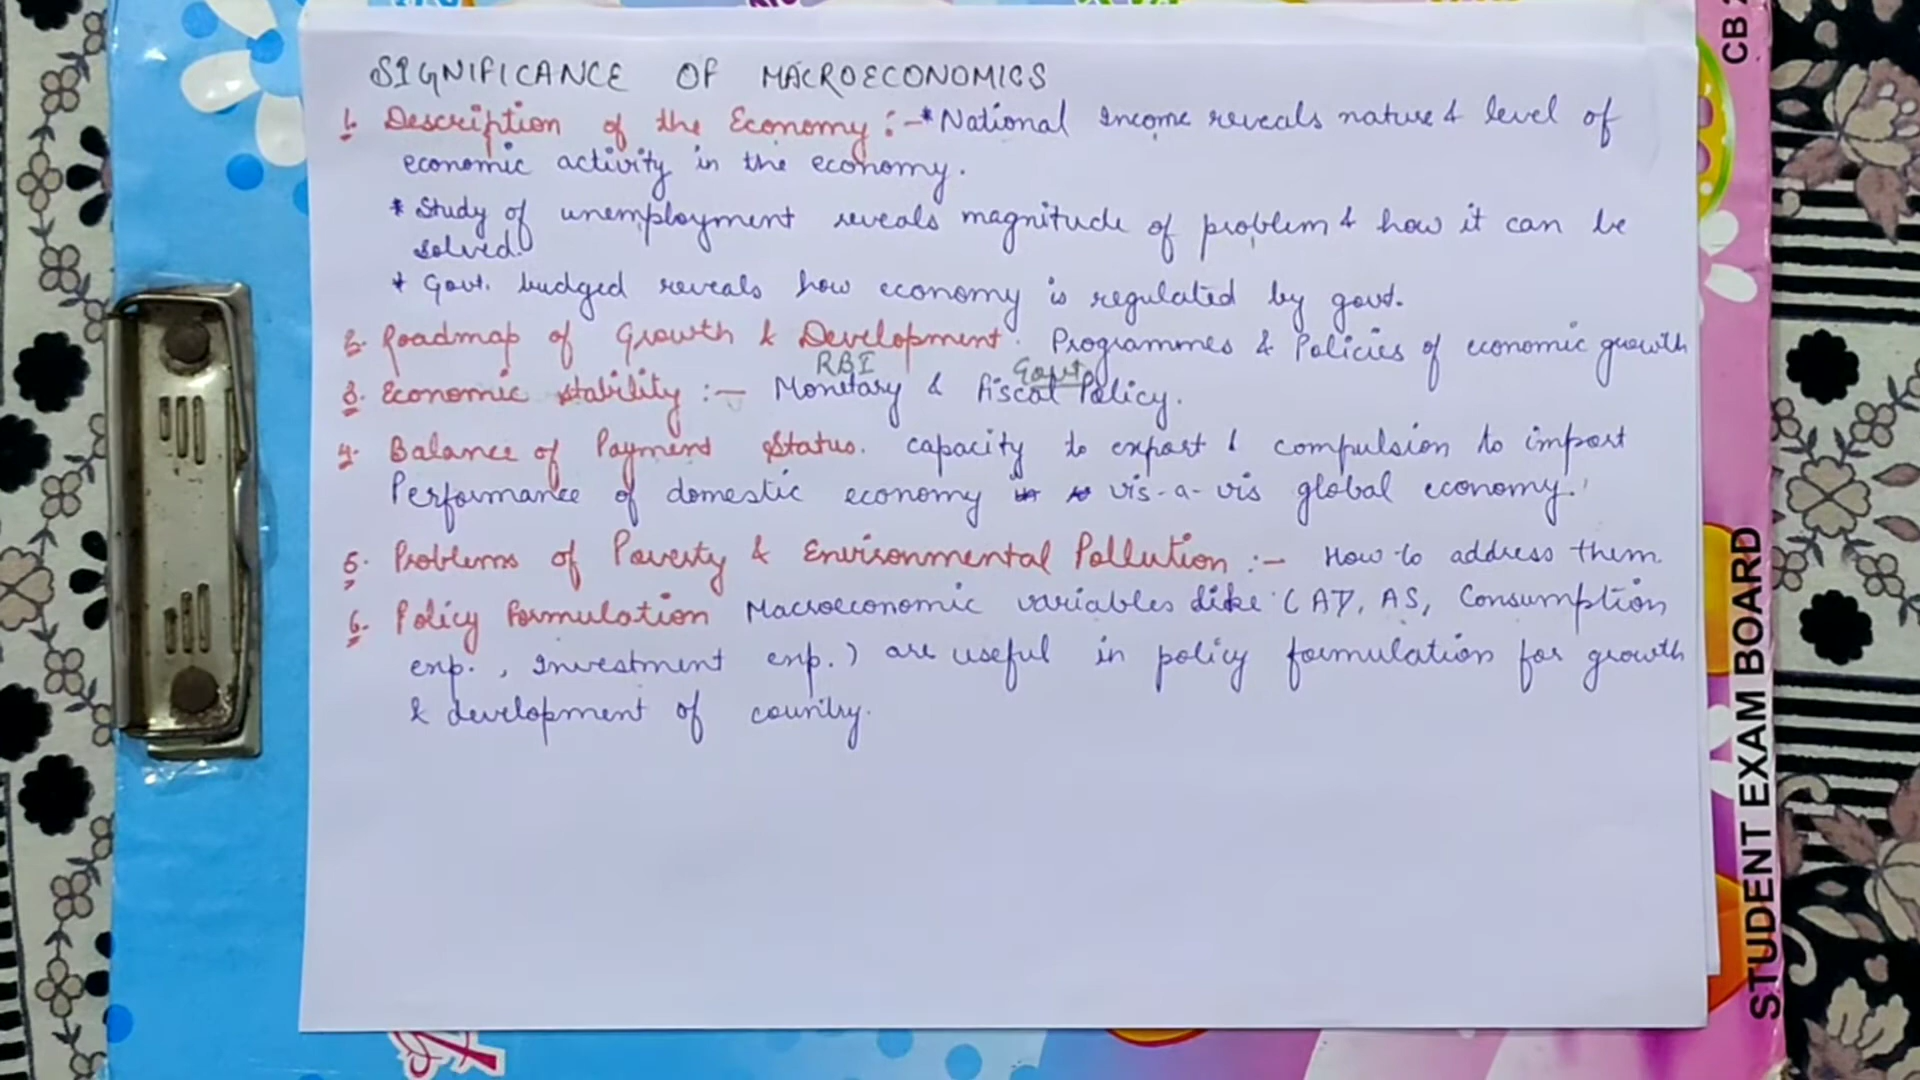 SIGNIFICANCE OF MACROECONOMICS
1. Description of the Economy :- * National Income reveals nature & level of
economic activity in the economy.
* Study of unemployment reveals magnitude of problem & how it can be
solved.
* Govt. budged reveals how economy is regulated by govt.
2. Roadmap of Growth & Development. Programmes & Policies of economic growth
RBI Govt.
3. Economic stability :- Monetary & Fiscal Policy.
4. Balance of Payment Status. capacity to export & compulsion to import
Performance of domestic economy vis-a-vis global economy.
5. Problems of Poverty & Environmental Pollution :- How to address them
6. Policy Formulation Macroeconomic variables like (AD, AS, Consumption
exp., Investment exp.) are useful in policy formulation for growth
& development of country.
STUDENT EXAM BOARD
CB 2